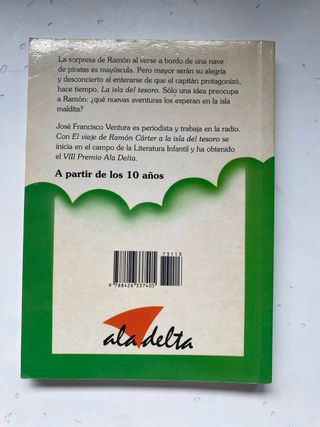 La sorpresa de Ramón al verse a bordo de una nave
de piratas es mayúscula. Pero mayor serán su alegría
y desconcierto al enterarse de que el capitán protagonizó,
hace tiempo, La isla del tesoro. Sólo una idea preocupa
a Ramón: ¿qué nuevas aventuras los esperan en la isla
maldita?
José Francisco Ventura es periodista y trabaja en la radio.
Con El viaje de Ramón Cárter a la isla del tesoro se
inicia en el campo de la Literatura Infantil y ha obtenido
el VIII Premio Ala Delta.
A partir de los 10 años
73113
9 788426 337405
ala delta